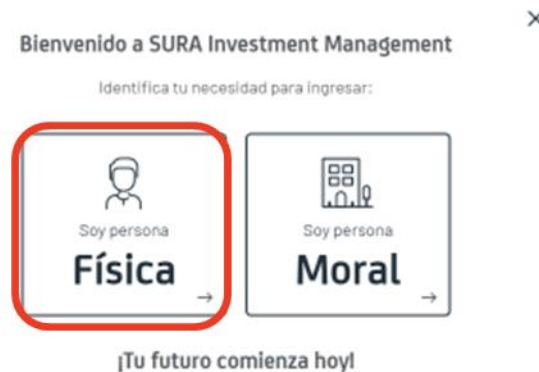 Bienvenido a SURA Investment Management
Identifica tu necesidad para ingresar:
Soy persona
Física
Soy persona
Moral
¡Tu futuro comienza hoy!